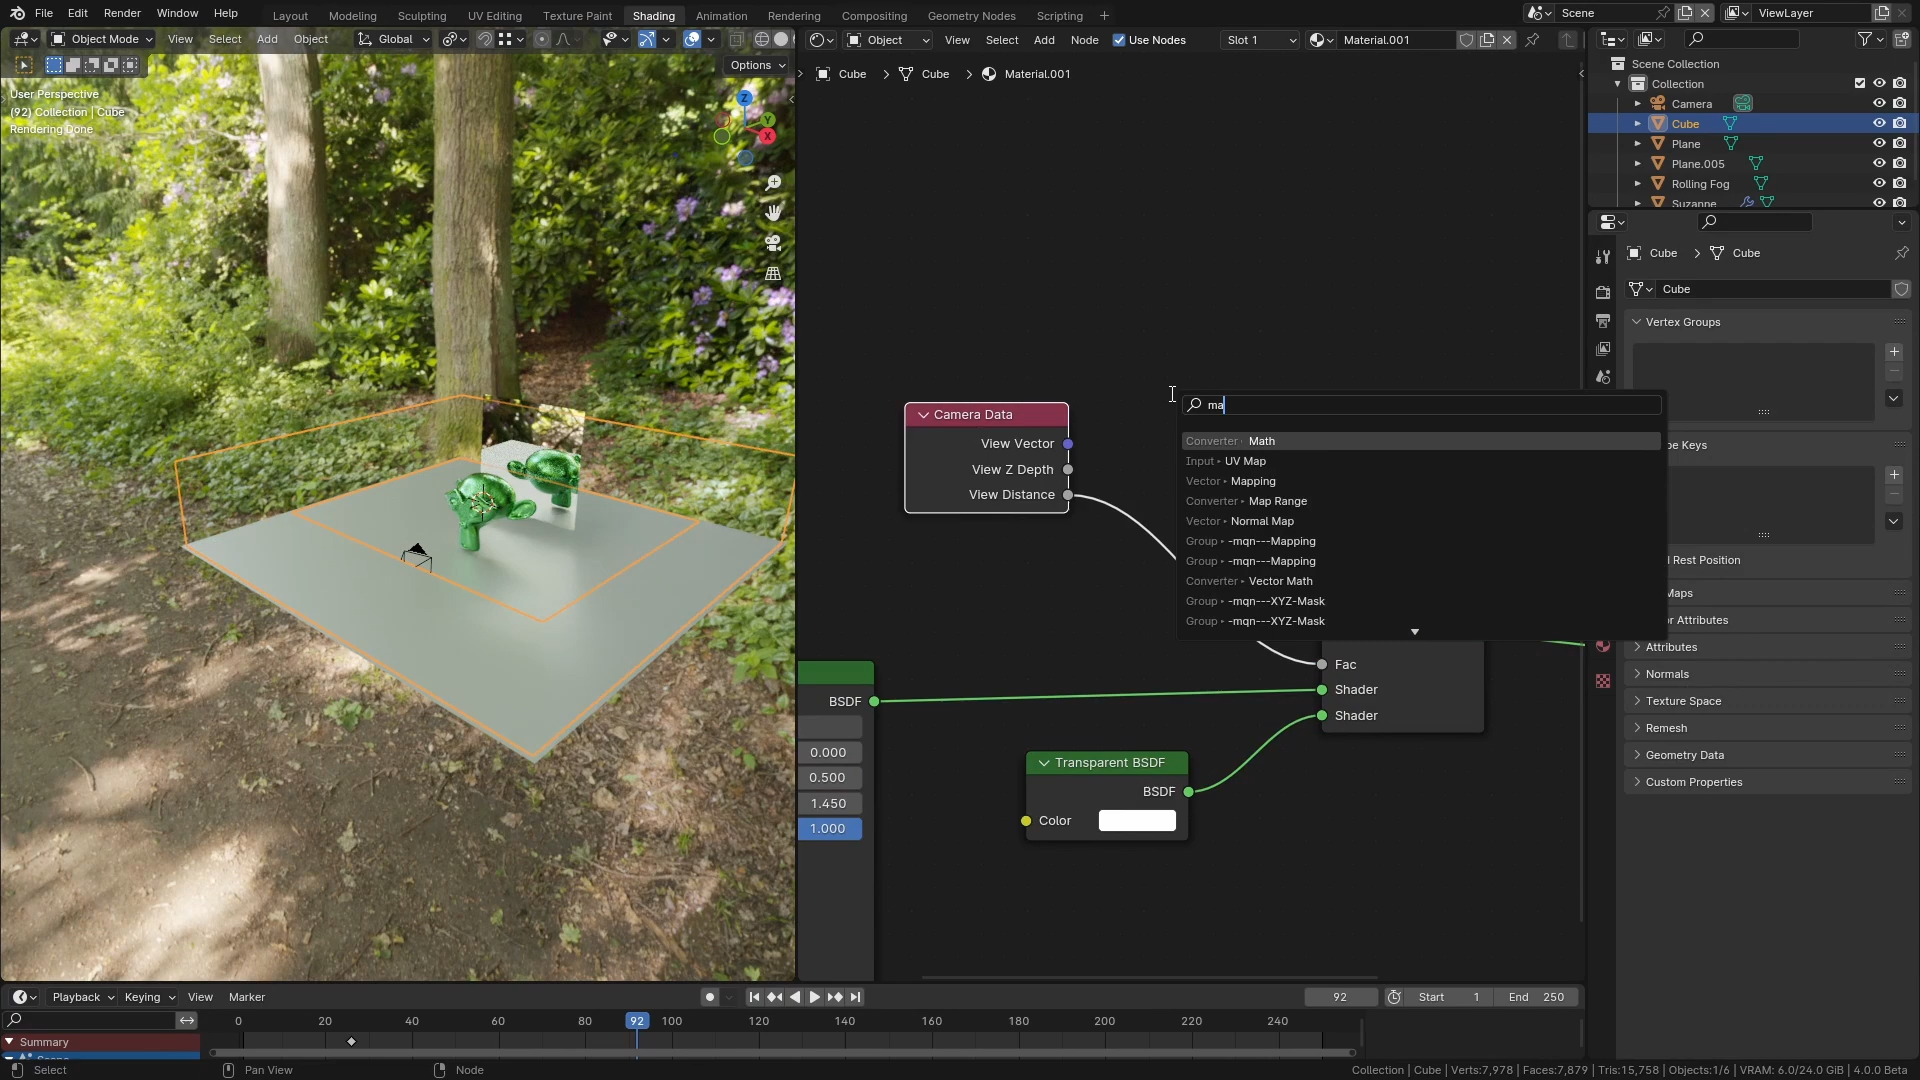 File Edit Render Window Help Layout Modeling Sculpting UV Editing Texture Paint Shading Animation Rendering Compositing Geometry Nodes Scripting + Scene ViewLayer
Object Mode View Select Add Object Global
Object View Select Add Node Use Nodes Slot 1 Material.001
Options
Cube > Cube > Material.001
User Perspective
(92) Collection | Cube
Rendering Done
Z
Y
X
Camera Data
View Vector
View Z Depth
View Distance
ma
Converter Math
Input UV Map
Vector Mapping
Converter Map Range
Vector Normal Map
Group -mqn---Mapping
Group -mqn---Mapping
Converter Vector Math
Group -mqn---XYZ-Mask
Group -mqn---XYZ-Mask
Fac
BSDF
Shader
Shader
0.000
0.500
1.450
1.000
Transparent BSDF
BSDF
Color
Scene Collection
Collection
Camera
Cube
Plane
Plane.005
Rolling Fog
Suzanne
Cube > Cube
Cube
Vertex Groups
pe Keys
Rest Position
Maps
or Attributes
Attributes
Normals
Texture Space
Remesh
Geometry Data
Custom Properties
Playback Keying View Marker 92 Start 1 End 250
0 20 40 60 80 92 100 120 140 160 180 200 220 240
Summary
Select Pan View Node Collection | Cube | Verts:7,978 | Faces:7,879 | Tris:15,758 | Objects:1/6 | VRAM: 6.0/24.0 GiB | 4.0.0 Beta